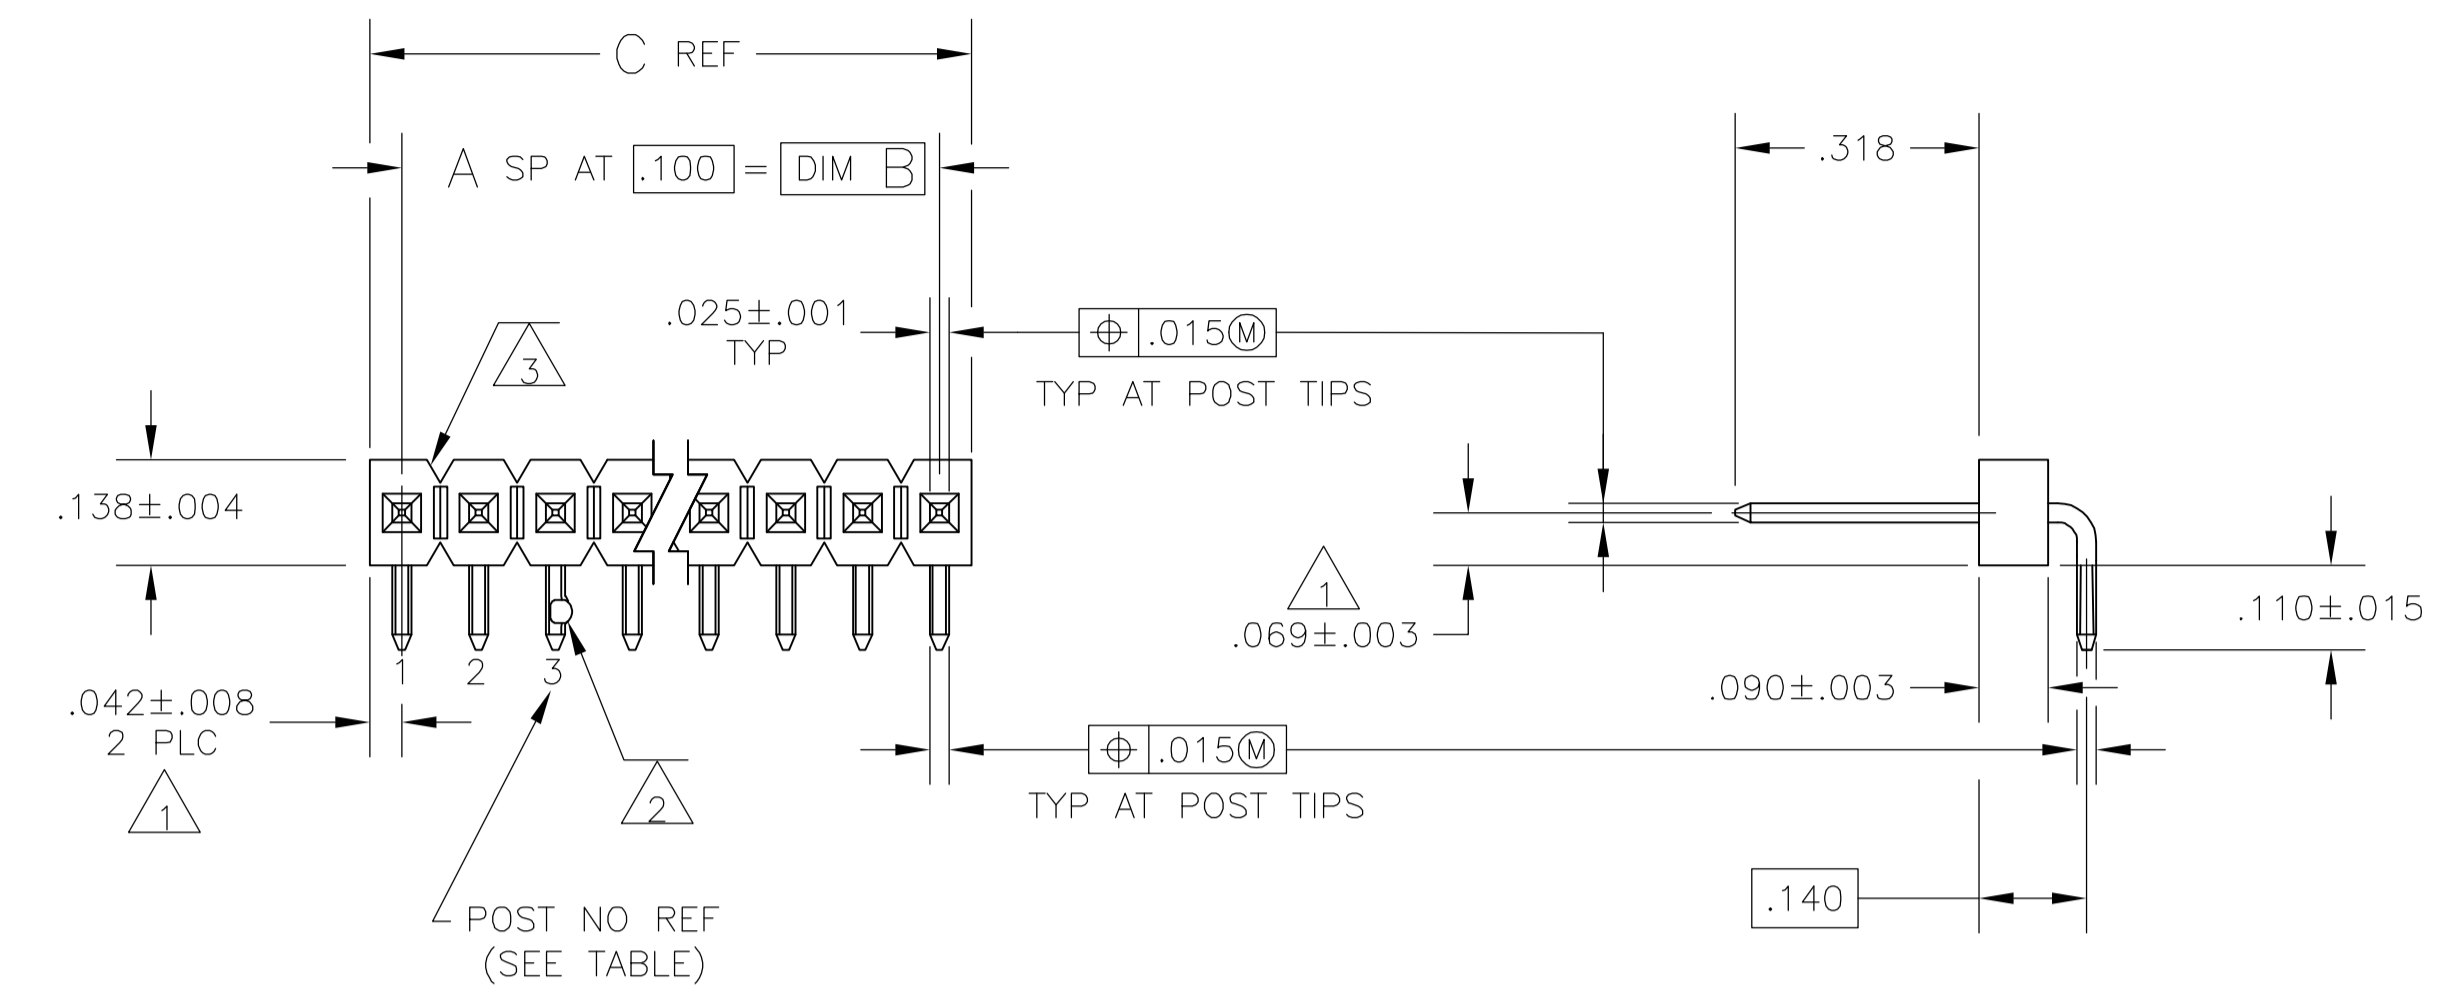 C REF
A SP AT .100 = DIM B
.318
.025±.001
TYP
⌖ .015Ⓜ
TYP AT POST TIPS
3
.138±.004
1
.069±.003
.110±.015
1 2 3
.042±.008
2 PLC
1
2
.090±.003
⌖ .015Ⓜ
TYP AT POST TIPS
.140
POST NO REF
(SEE TABLE)